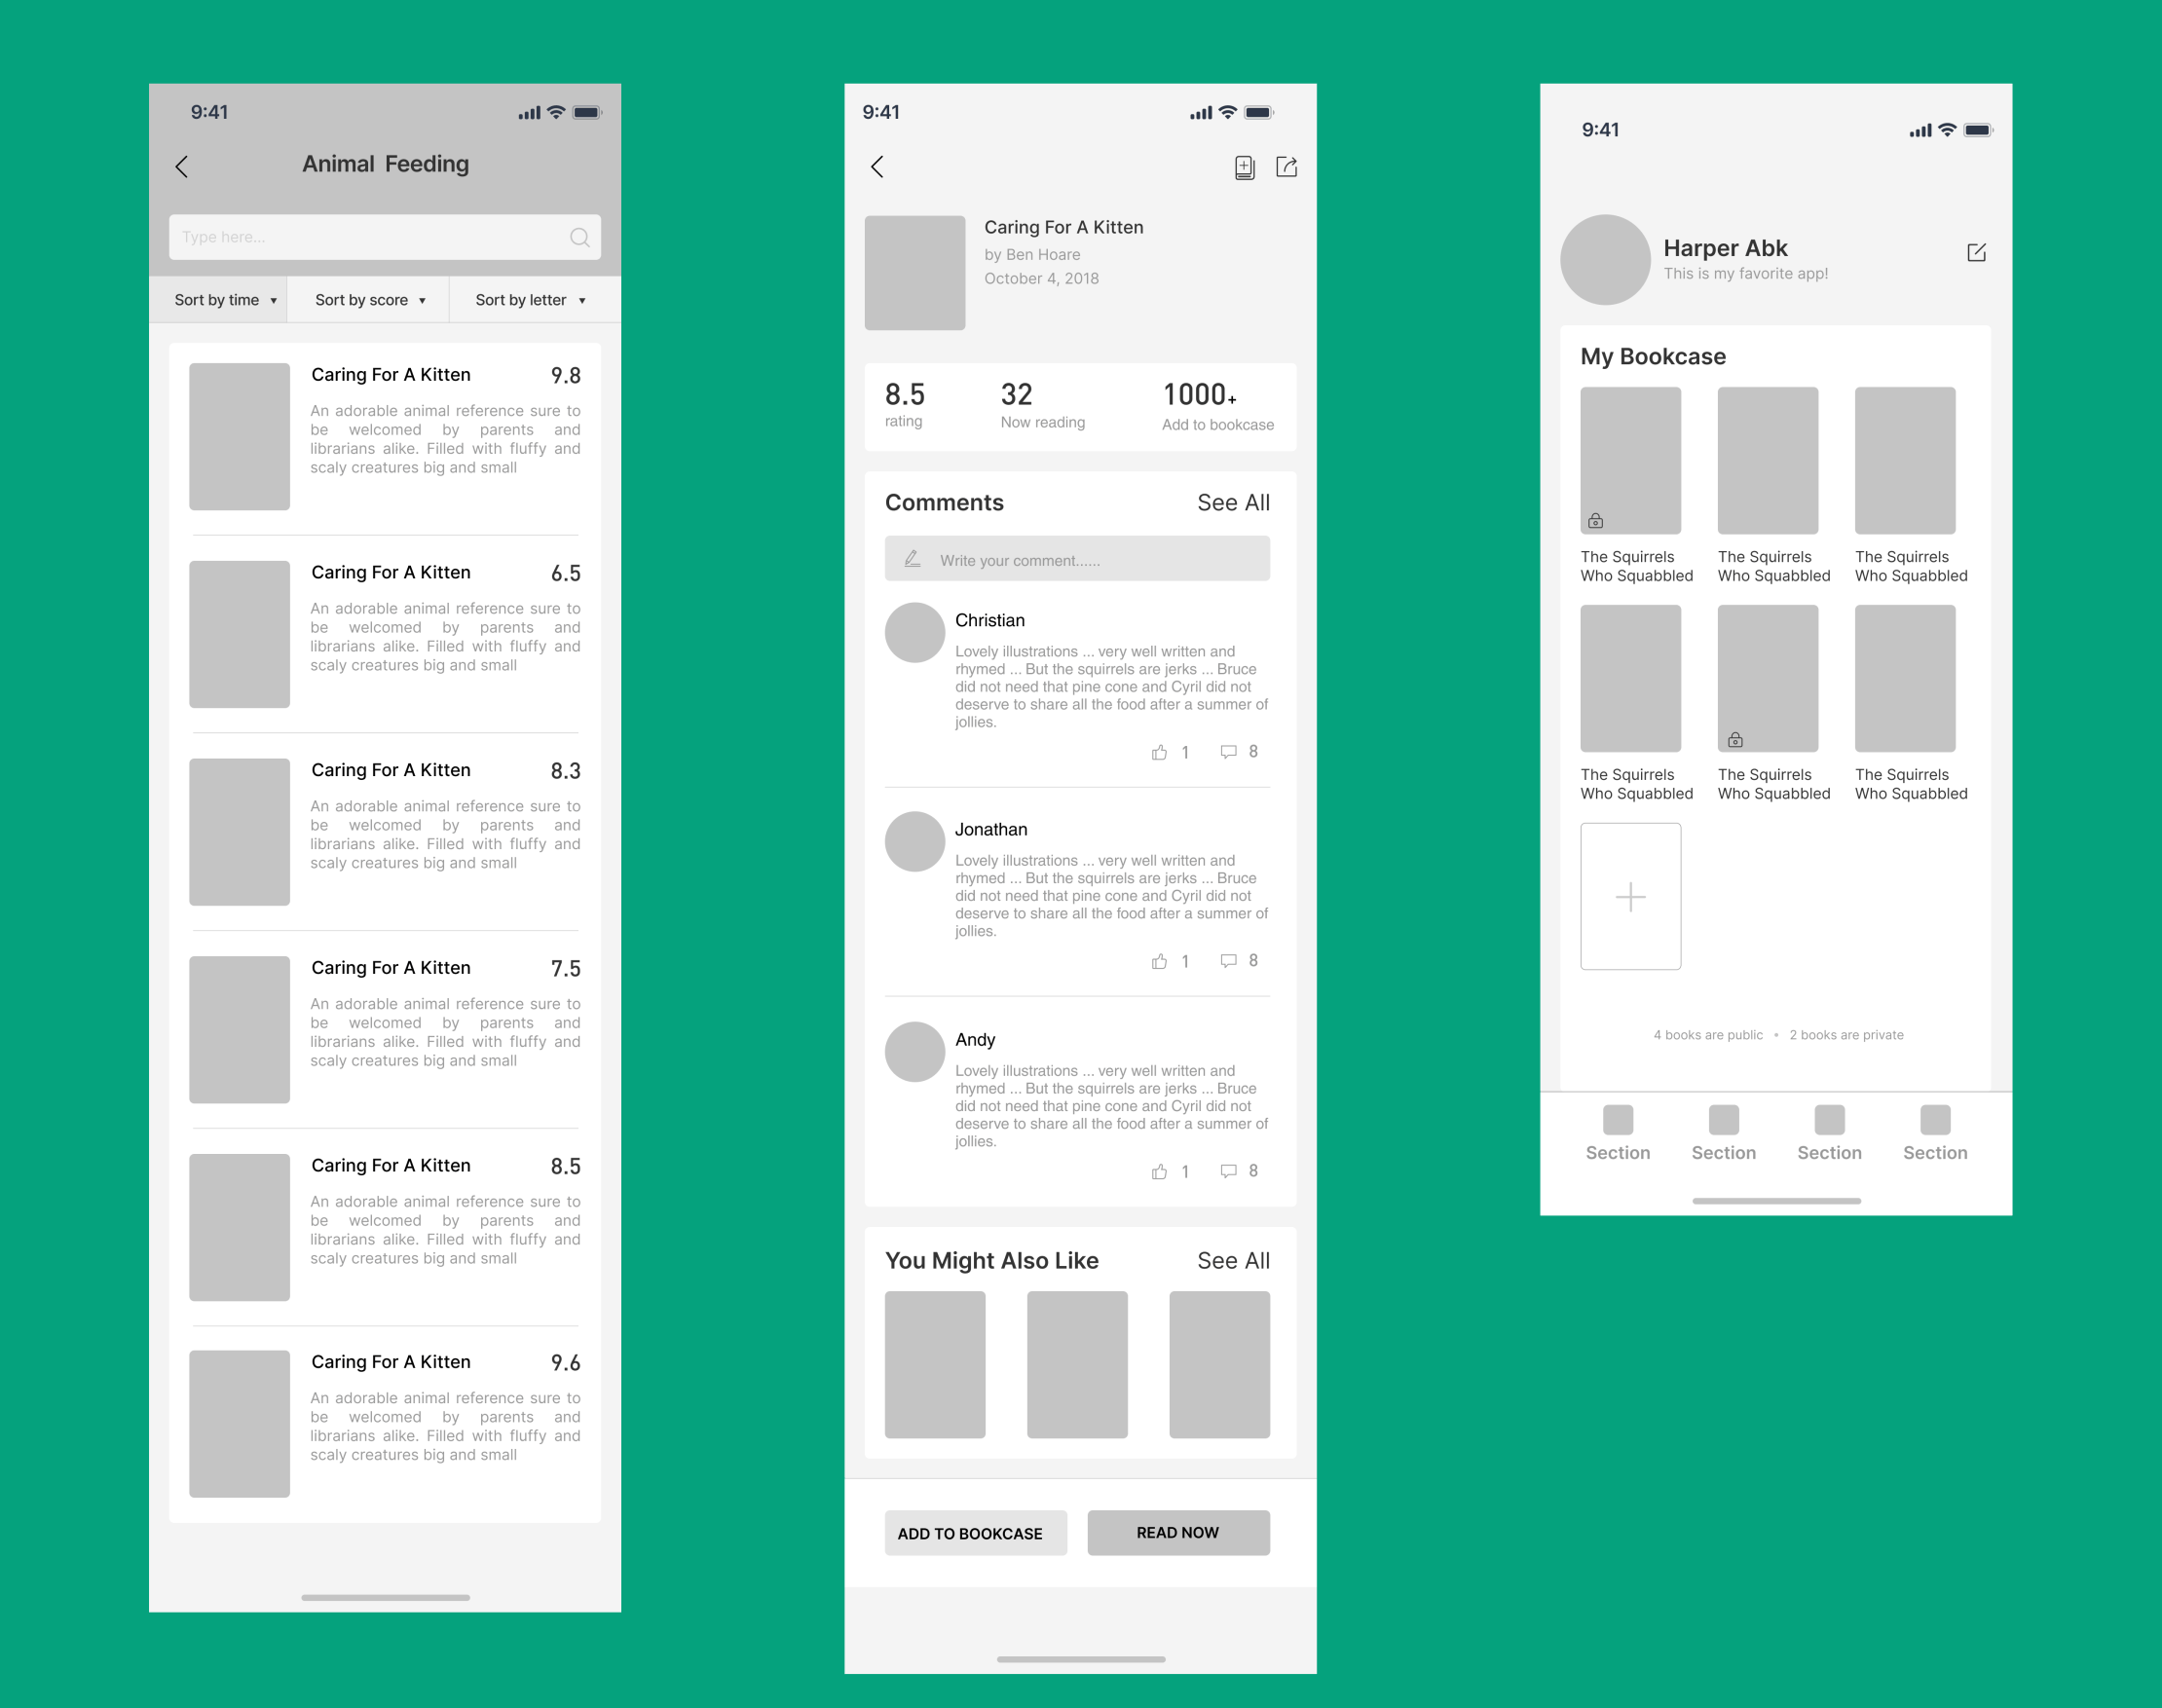 9:41
Animal Feeding
Type here...
Sort by time ▾ Sort by score ▾ Sort by letter ▾
Caring For A Kitten 9.8
An adorable animal reference sure to
be welcomed by parents and
librarians alike. Filled with fluffy and
scaly creatures big and small
Caring For A Kitten 6.5
An adorable animal reference sure to
be welcomed by parents and
librarians alike. Filled with fluffy and
scaly creatures big and small
Caring For A Kitten 8.3
An adorable animal reference sure to
be welcomed by parents and
librarians alike. Filled with fluffy and
scaly creatures big and small
Caring For A Kitten 7.5
An adorable animal reference sure to
be welcomed by parents and
librarians alike. Filled with fluffy and
scaly creatures big and small
Caring For A Kitten 8.5
An adorable animal reference sure to
be welcomed by parents and
librarians alike. Filled with fluffy and
scaly creatures big and small
Caring For A Kitten 9.6
An adorable animal reference sure to
be welcomed by parents and
librarians alike. Filled with fluffy and
scaly creatures big and small
9:41
Caring For A Kitten
by Ben Hoare
October 4, 2018
8.5 32 1000+
rating Now reading Add to bookcase
Comments See All
Write your comment......
Christian
Lovely illustrations ... very well written and
rhymed ... But the squirrels are jerks ... Bruce
did not need that pine cone and Cyril did not
deserve to share all the food after a summer of
jollies.
1 8
Jonathan
Lovely illustrations ... very well written and
rhymed ... But the squirrels are jerks ... Bruce
did not need that pine cone and Cyril did not
deserve to share all the food after a summer of
jollies.
1 8
Andy
Lovely illustrations ... very well written and
rhymed ... But the squirrels are jerks ... Bruce
did not need that pine cone and Cyril did not
deserve to share all the food after a summer of
jollies.
1 8
You Might Also Like See All
ADD TO BOOKCASE READ NOW
9:41
Harper Abk
This is my favorite app!
My Bookcase
The Squirrels The Squirrels The Squirrels
Who Squabbled Who Squabbled Who Squabbled
The Squirrels The Squirrels The Squirrels
Who Squabbled Who Squabbled Who Squabbled
4 books are public • 2 books are private
Section Section Section Section